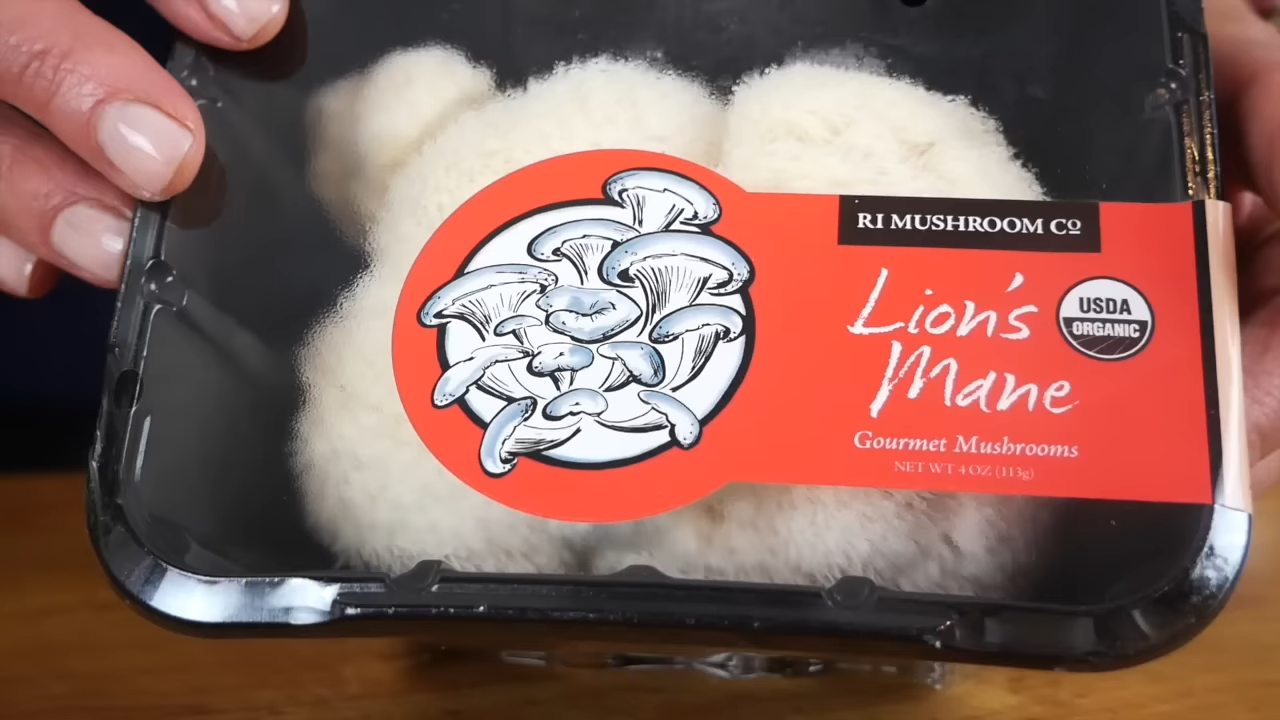 RI MUSHROOM Cº
Lion's
Mane
USDA
ORGANIC
Gourmet Mushrooms
NET WT 4 OZ (113g)